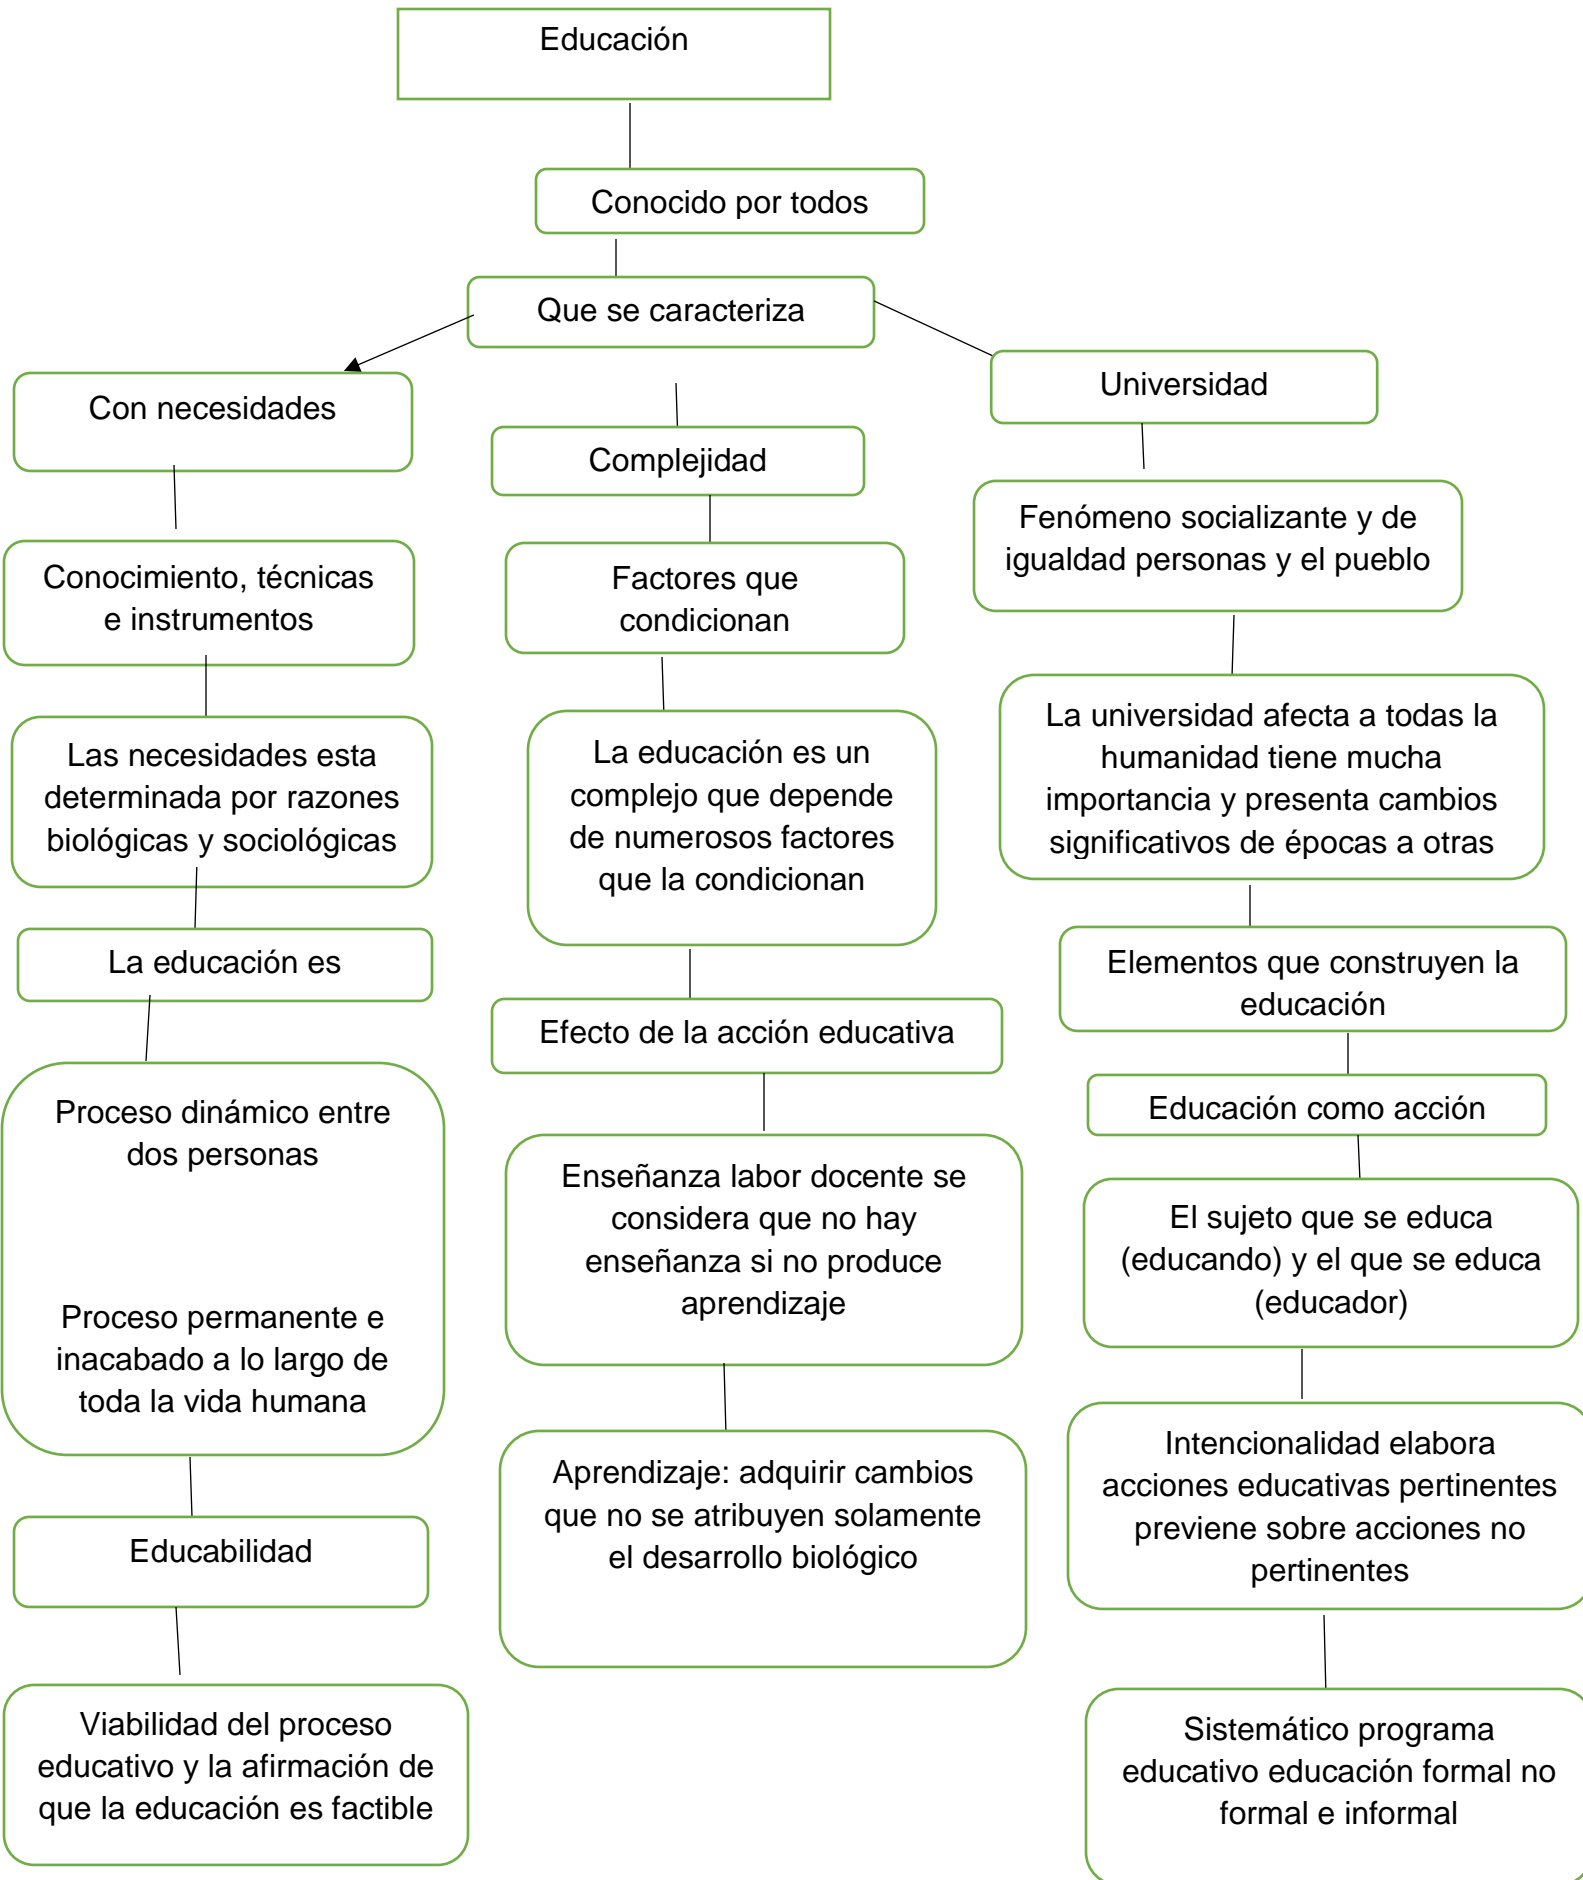 Educación
Conocido por todos
Que se caracteriza
Con necesidades
Conocimiento, técnicas
e instrumentos
Las necesidades esta
determinada por razones
biológicas y sociológicas
La educación es
Proceso dinámico entre
dos personas
Proceso permanente e
inacabado a lo largo de
toda la vida humana
Educabilidad
Viabilidad del proceso
educativo y la afirmación de
que la educación es factible
Complejidad
Factores que
condicionan
La educación es un
complejo que depende
de numerosos factores
que la condicionan
Efecto de la acción educativa
Enseñanza labor docente se
considera que no hay
enseñanza si no produce
aprendizaje
Aprendizaje: adquirir cambios
que no se atribuyen solamente
el desarrollo biológico
Universidad
Fenómeno socializante y de
igualdad personas y el pueblo
La universidad afecta a todas la
humanidad tiene mucha
importancia y presenta cambios
significativos de épocas a otras
Elementos que construyen la
educación
Educación como acción
El sujeto que se educa
(educando) y el que se educa
(educador)
Intencionalidad elabora
acciones educativas pertinentes
previene sobre acciones no
pertinentes
Sistemático programa
educativo educación formal no
formal e informal